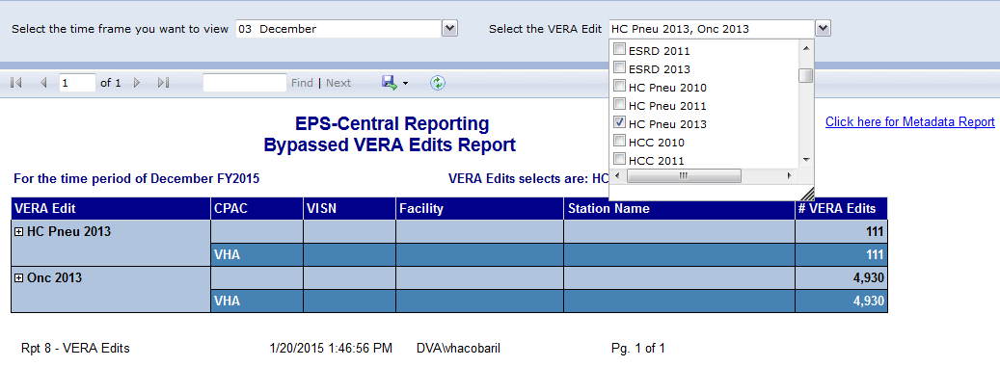 Select the time frame you want to view 03 December Select the VERA Edit HC Pneu 2013, Onc 2013
ESRD 2011
ESRD 2013
HC Pneu 2010
HC Pneu 2011
HC Pneu 2013
HCC 2010
HCC 2011
1 of 1 Find | Next
EPS-Central Reporting
Bypassed VERA Edits Report
Click here for Metadata Report
For the time period of December FY2015 VERA Edits selects are: HC
VERA Edit CPAC VISN Facility Station Name # VERA Edits
HC Pneu 2013 111
VHA 111
Onc 2013 4,930
VHA 4,930
Rpt 8 - VERA Edits 1/20/2015 1:46:56 PM DVA\vhacobaril Pg. 1 of 1